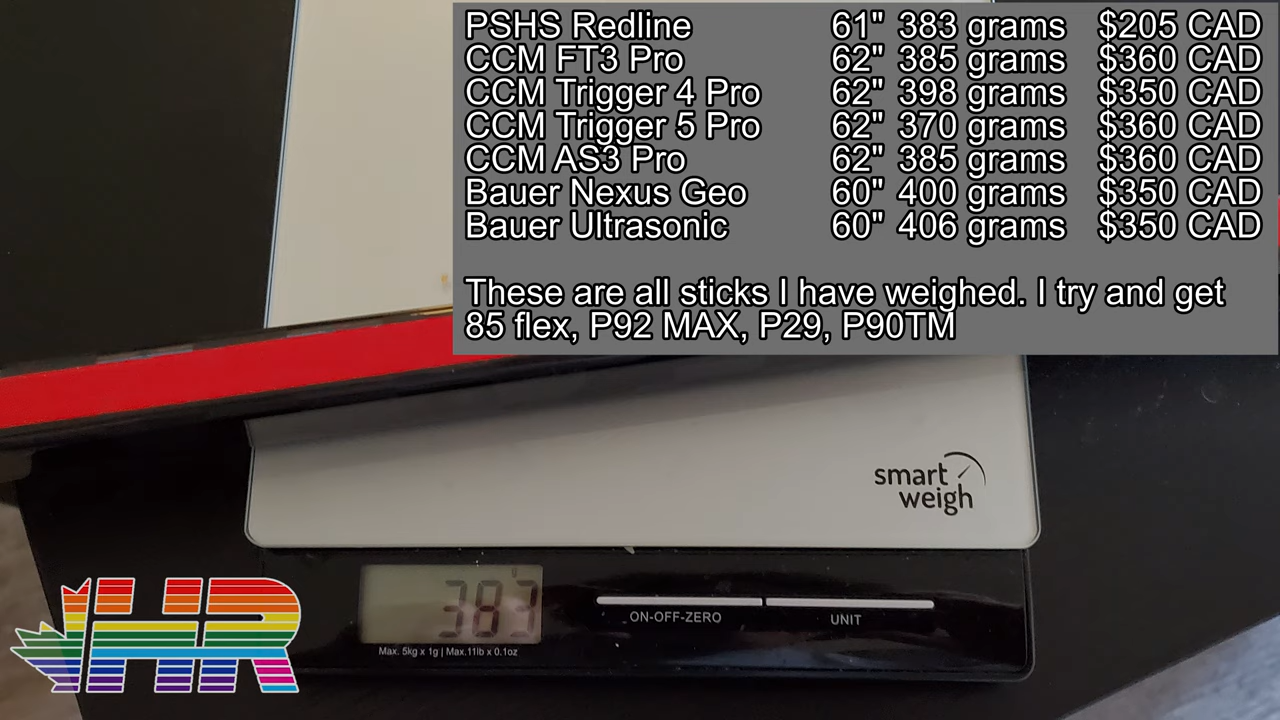 PSHS Redline 61" 383 grams $205 CAD
CCM FT3 Pro 62" 385 grams $360 CAD
CCM Trigger 4 Pro 62" 398 grams $350 CAD
CCM Trigger 5 Pro 62" 370 grams $360 CAD
CCM AS3 Pro 62" 385 grams $360 CAD
Bauer Nexus Geo 60" 400 grams $350 CAD
Bauer Ultrasonic 60" 406 grams $350 CAD
These are all sticks I have weighed. I try and get
85 flex, P92 MAX, P29, P90TM
smart
weigh
383
ON-OFF-ZERO UNIT
Max. 5kg x 1g | Max.11lb x 0.1oz
HR